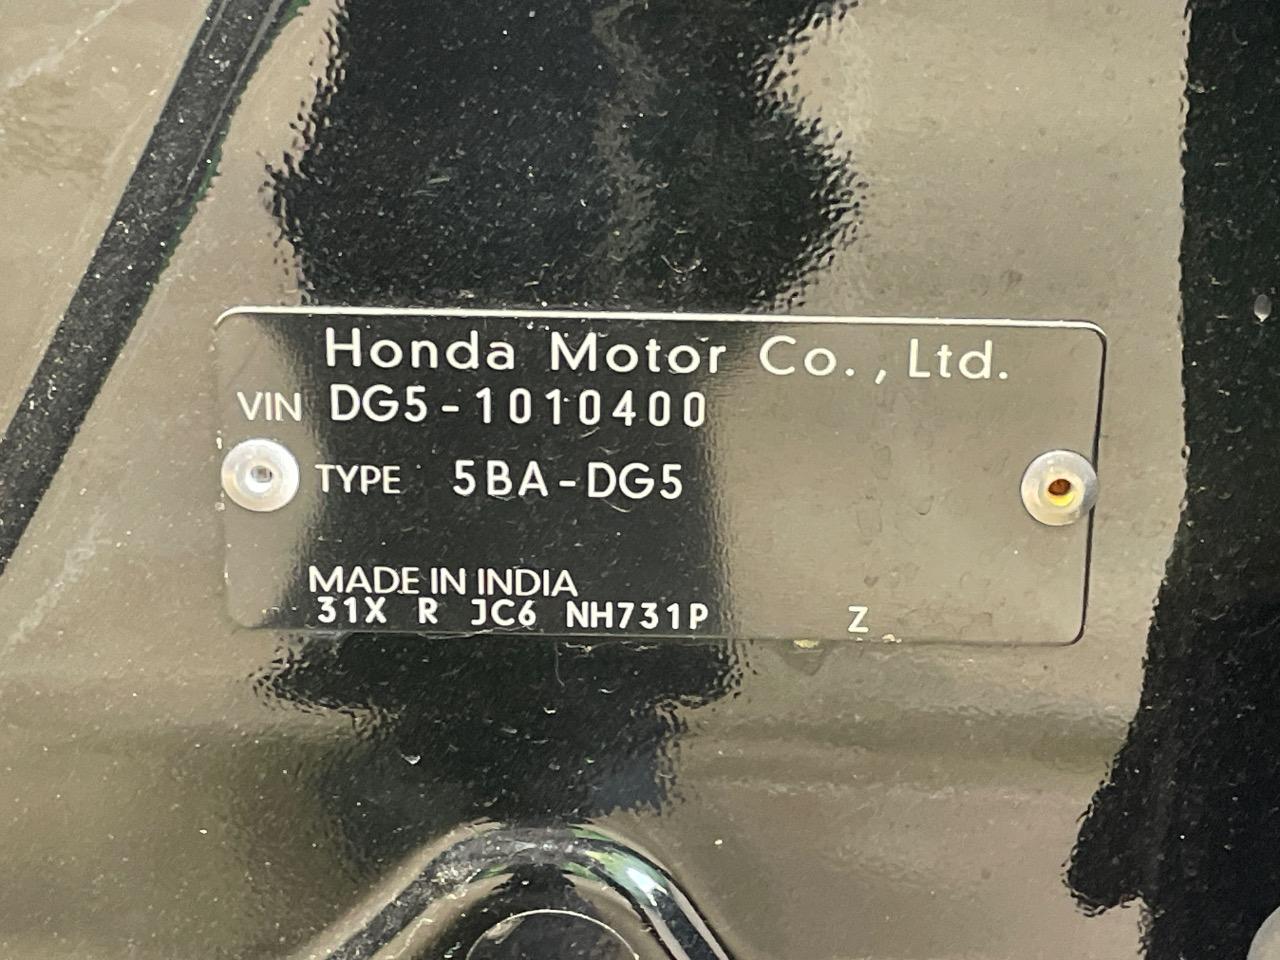 Honda Motor Co., Ltd.
VIN DG5-1010400
TYPE 5BA-DG5
MADE IN INDIA
31X R JC6 NH731P Z